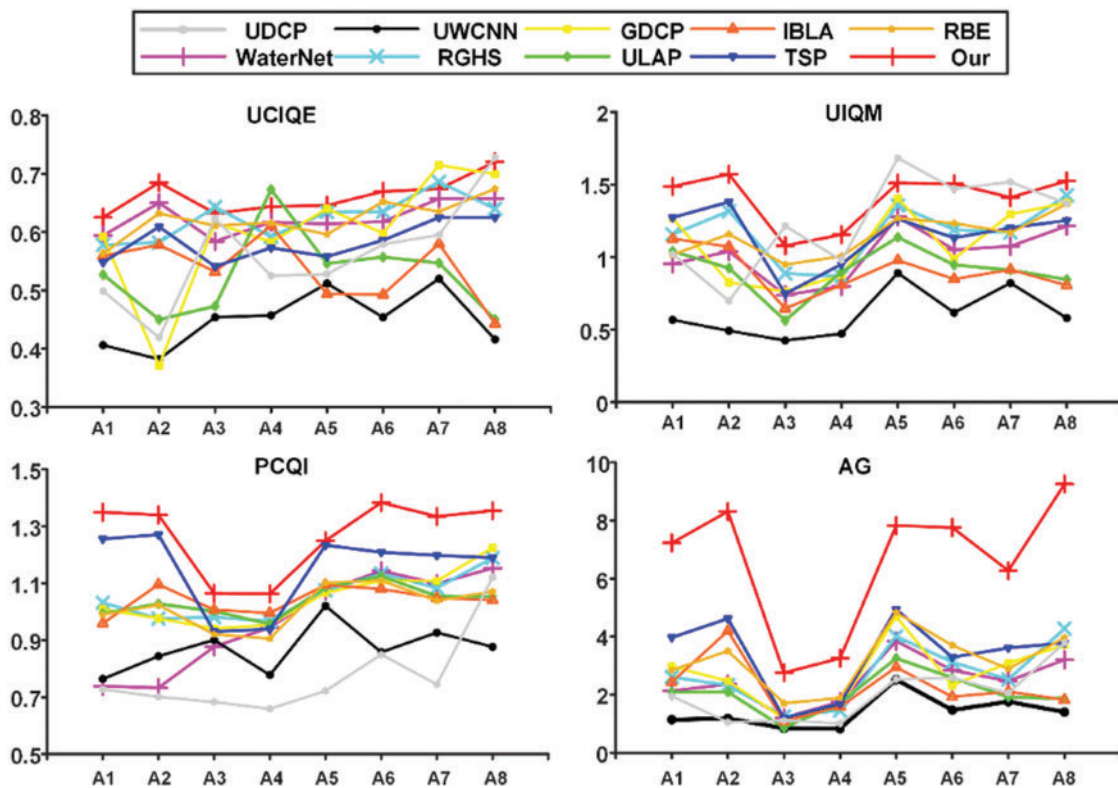 UDCP UWCNN GDCP IBLA RBE
WaterNet RGHS ULAP TSP Our
UCIQE
0.8
0.7
0.6
0.5
0.4
0.3
A1 A2 A3 A4 A5 A6 A7 A8
UIQM
2
1.5
1
0.5
0
A1 A2 A3 A4 A5 A6 A7 A8
PCQI
1.5
1.3
1.1
0.9
0.7
0.5
A1 A2 A3 A4 A5 A6 A7 A8
AG
10
8
6
4
2
0
A1 A2 A3 A4 A5 A6 A7 A8